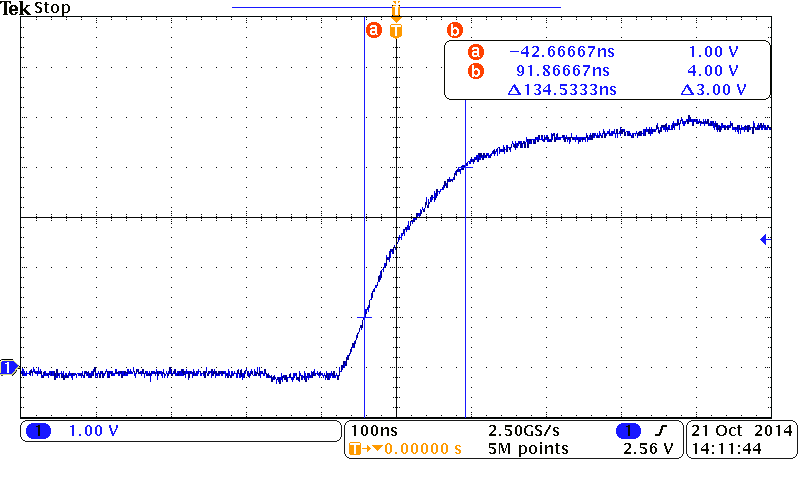 Tek Stop
T
a T b
a −42.66667ns 1.00 V
b 91.86667ns 4.00 V
Δ134.5333ns Δ3.00 V
1
1 1.00 V
100ns 2.50GS/s 1
T→▼0.00000 s 5M points 2.56 V
21 Oct 2014
14:11:44